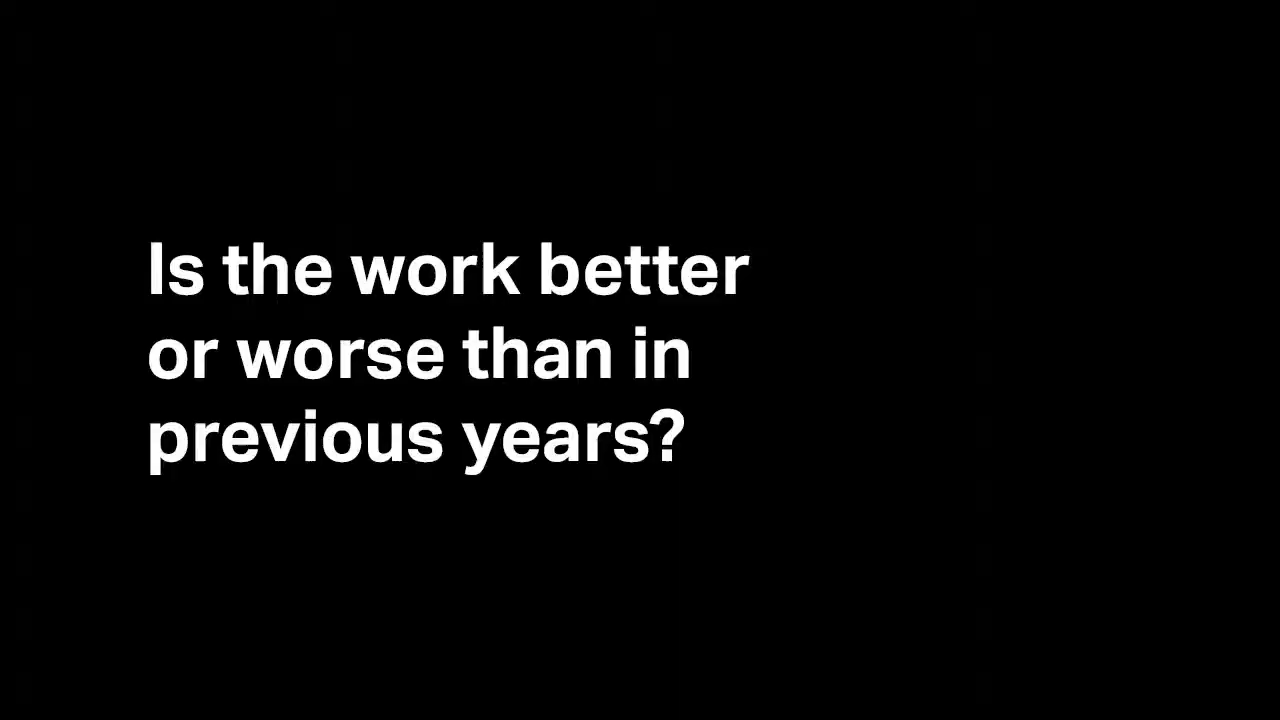 Is the work better
or worse than in
previous years?